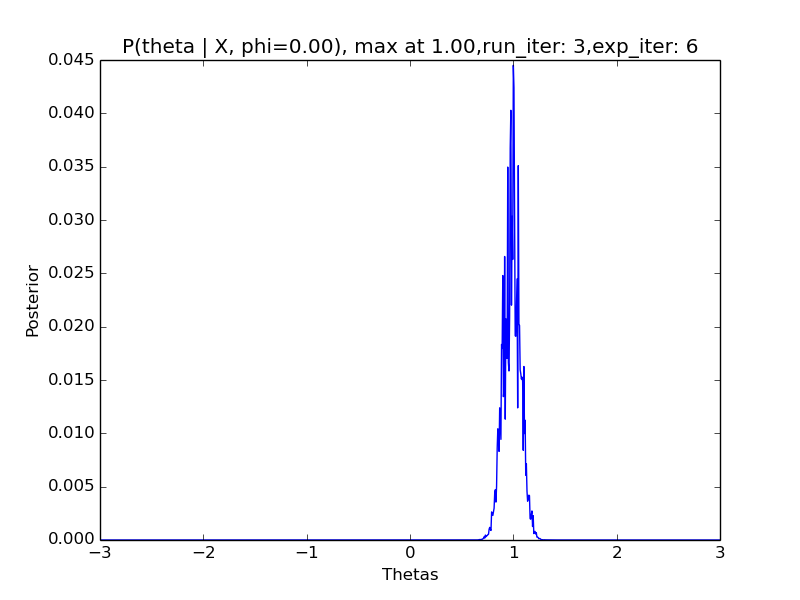 P(theta | X, phi=0.00), max at 1.00,run_iter: 3,exp_iter: 6
0.045
0.040
0.035
0.030
0.025
0.020
0.015
0.010
0.005
0.000
Posterior
−3 −2 −1 0 1 2 3
Thetas